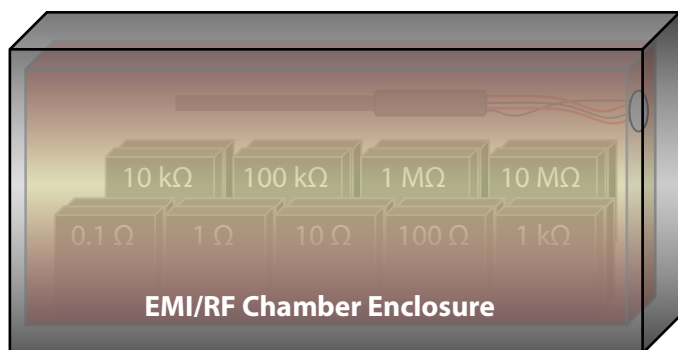 10 kΩ 100 kΩ 1 MΩ 10 MΩ
0.1 Ω 1 Ω 10 Ω 100 Ω 1 kΩ
EMI/RF Chamber Enclosure